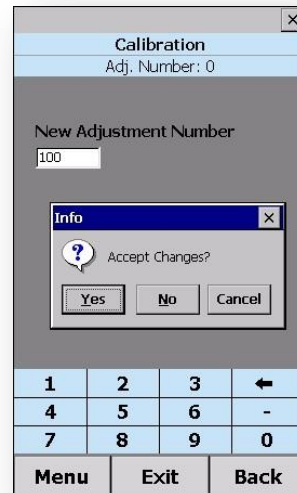 Calibration
Adj. Number: 0
New Adjustment Number
100
Info
Accept Changes?
Yes No Cancel
1 2 3
4 5 6 -
7 8 9 0
Menu Exit Back